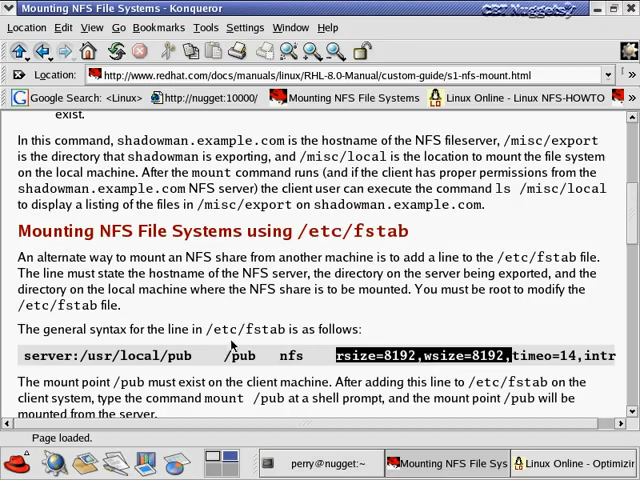 Mounting NFS File Systems - Konqueror
CBT Nuggets
Location Edit View Go Bookmarks Tools Settings Window Help
Location: http://www.redhat.com/docs/manuals/linux/RHL-8.0-Manual/custom-guide/s1-nfs-mount.html
Google Search: <Linux> http://nugget:10000/ Mounting NFS File Systems Linux Online - Linux NFS-HOWTO
exist.
In this command, shadowman.example.com is the hostname of the NFS fileserver, /misc/export
is the directory that shadowman is exporting, and /misc/local is the location to mount the file system
on the local machine. After the mount command runs (and if the client has proper permissions from the
shadowman.example.com NFS server) the client user can execute the command ls /misc/local
to display a listing of the files in /misc/export on shadowman.example.com.
Mounting NFS File Systems using /etc/fstab
An alternate way to mount an NFS share from another machine is to add a line to the /etc/fstab file.
The line must state the hostname of the NFS server, the directory on the server being exported, and the
directory on the local machine where the NFS share is to be mounted. You must be root to modify the
/etc/fstab file.
The general syntax for the line in /etc/fstab is as follows:
server:/usr/local/pub /pub nfs rsize=8192,wsize=8192,timeo=14,intr
The mount point /pub must exist on the client machine. After adding this line to /etc/fstab on the
client system, type the command mount /pub at a shell prompt, and the mount point /pub will be
mounted from the server.
Page loaded.
perry@nugget:~ Mounting NFS File Sys Linux Online - Optimizir